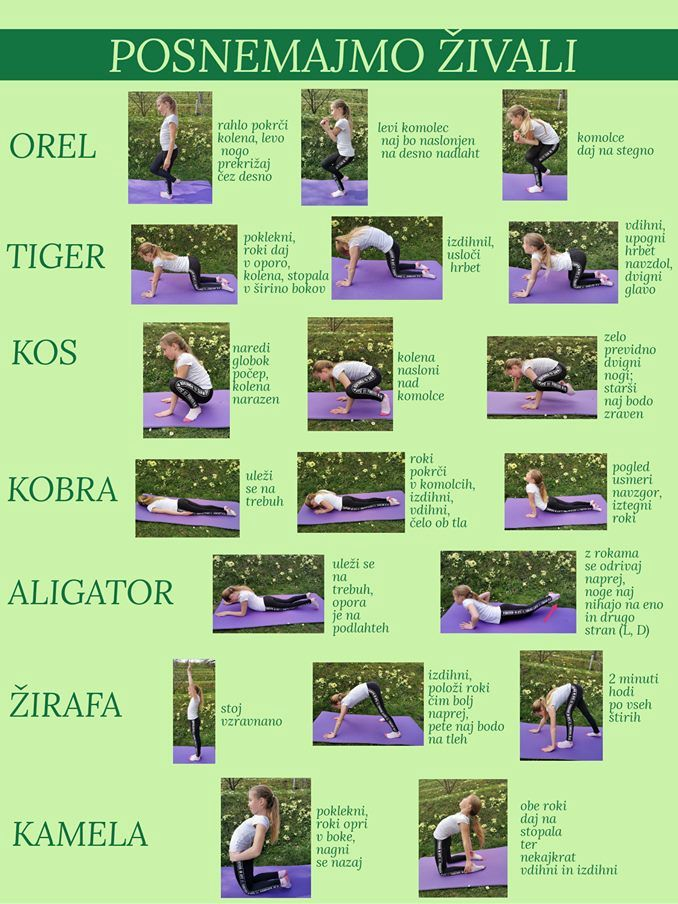 POSNEMAJMO ŽIVALI
OREL
rahlo pokrči
kolena, levo
nogo
prekrižaj
čez desno
levi komolec
naj bo naslonjen
na desno nadlaht
komolce
daj na stegno
TIGER
poklekni,
roki daj
v oporo,
kolena, stopala
v širino bokov
izdihnil,
usloči
hrbet
vdihni,
upogni
hrbet
navzdol,
dvigni
glavo
KOS
naredi
globok
počep,
kolena
narazen
kolena
nasloni
nad
komolce
zelo
previdno
dvigni
nogi;
starši
naj bodo
zraven
KOBRA
uleži
se na
trebuh
roki
pokrči
v komolcih,
izdihni,
vdihni,
čelo ob tla
pogled
usmeri
navzgor,
iztegni
roki
ALIGATOR
uleži se
na
trebuh,
opora
je na
podlahteh
z rokama
se odrivaj
naprej,
noge naj
nihajo na eno
in drugo
stran (L, D)
ŽIRAFA
stoj
vzravnano
izdihni,
položi roki
čim bolj
naprej,
pete naj bodo
na tleh
2 minuti
hodi
po vseh
štirih
KAMELA
poklekni,
roki opri
v boke,
nagni
se nazaj
obe roki
daj na
stopala
ter
nekajkrat
vdihni in izdihni